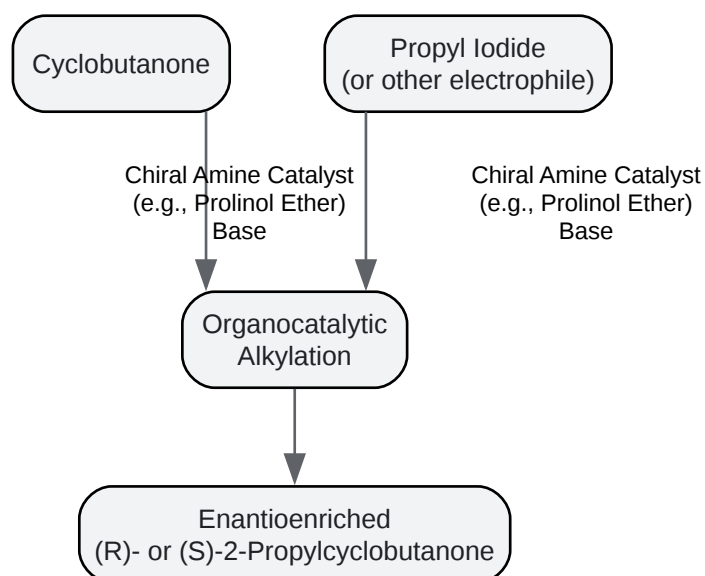 Cyclobutanone
Propyl Iodide
(or other electrophile)
Chiral Amine Catalyst
(e.g., Prolinol Ether)
Base
Chiral Amine Catalyst
(e.g., Prolinol Ether)
Base
Organocatalytic
Alkylation
Enantioenriched
(R)- or (S)-2-Propylcyclobutanone